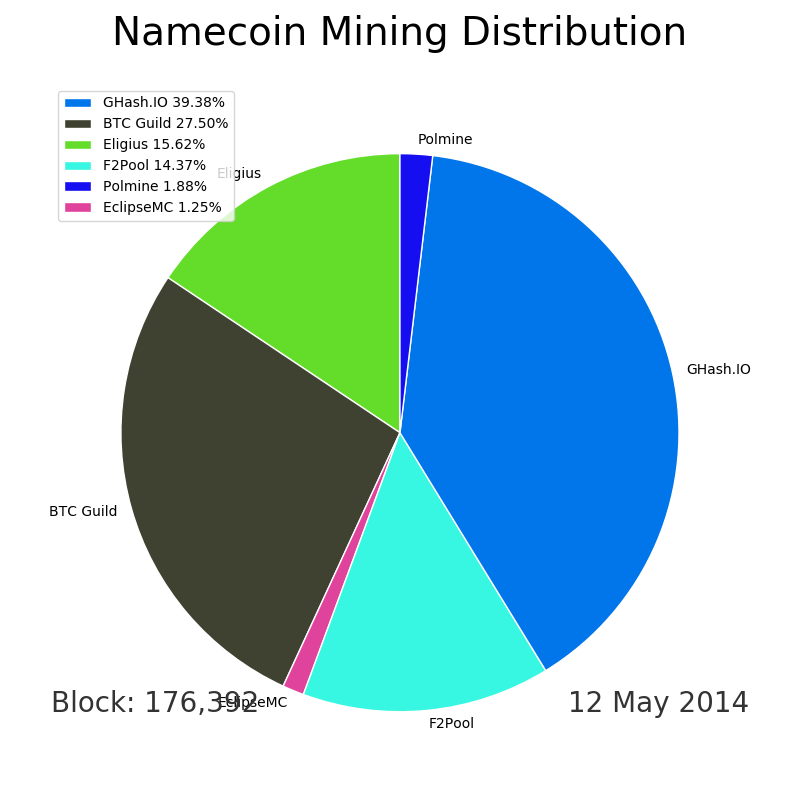 Namecoin Mining Distribution
GHash.IO 39.38%
BTC Guild 27.50%
Eligius 15.62%
F2Pool 14.37%
Polmine 1.88%
EclipseMC 1.25%
Polmine
Eligius
GHash.IO
BTC Guild
EclipseMC
F2Pool
Block: 176,392
12 May 2014